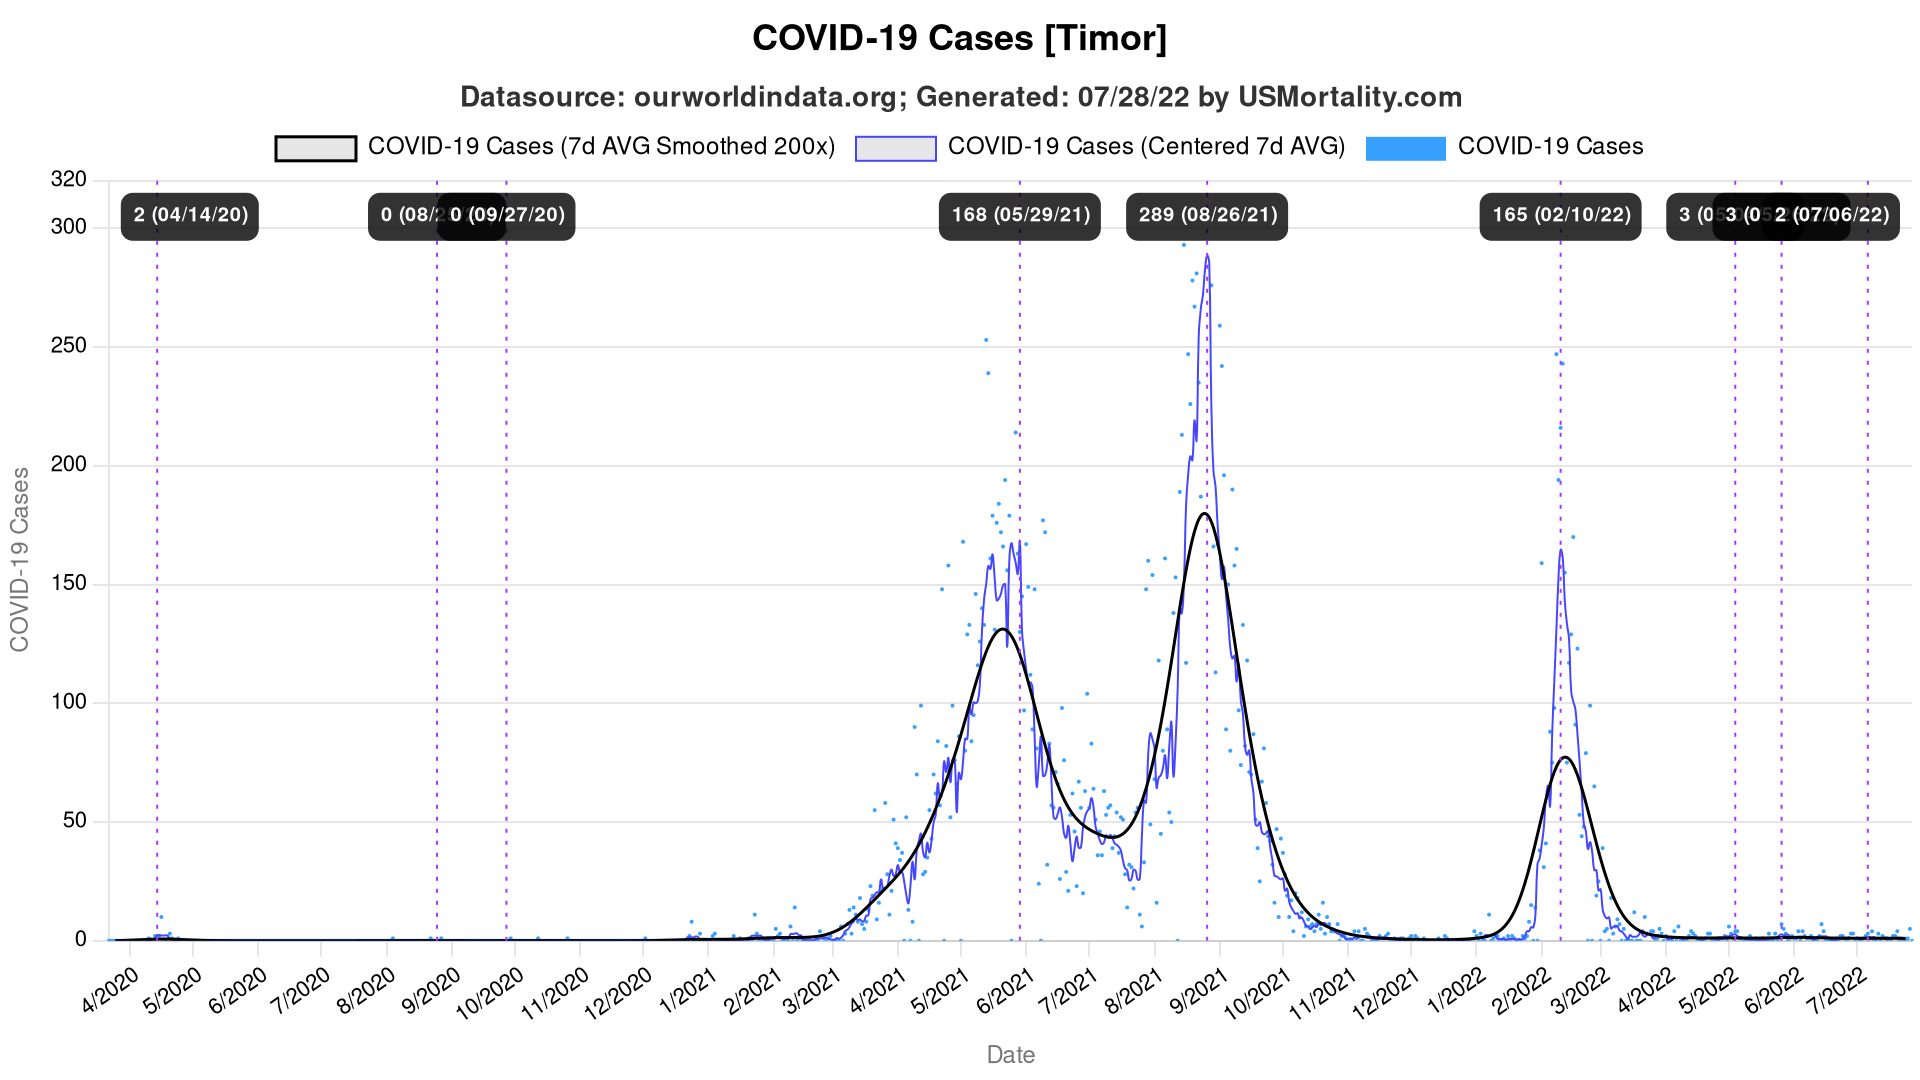 COVID-19 Cases [Timor]
Datasource: ourworldindata.org; Generated: 07/28/22 by USMortality.com
COVID-19 Cases (7d AVG Smoothed 200x) COVID-19 Cases (Centered 7d AVG) COVID-19 Cases
2 (04/14/20) 0 (08/2 0 (09/27/20) 168 (05/29/21) 289 (08/26/21) 165 (02/10/22) 3 (0 3 (0 2 (07/06/22)
320
300
250
200
150
100
50
0
COVID-19 Cases
4/2020 5/2020 6/2020 7/2020 8/2020 9/2020 10/2020 11/2020 12/2020 1/2021 2/2021 3/2021 4/2021 5/2021 6/2021 7/2021 8/2021 9/2021 10/2021 11/2021 12/2021 1/2022 2/2022 3/2022 4/2022 5/2022 6/2022 7/2022
Date